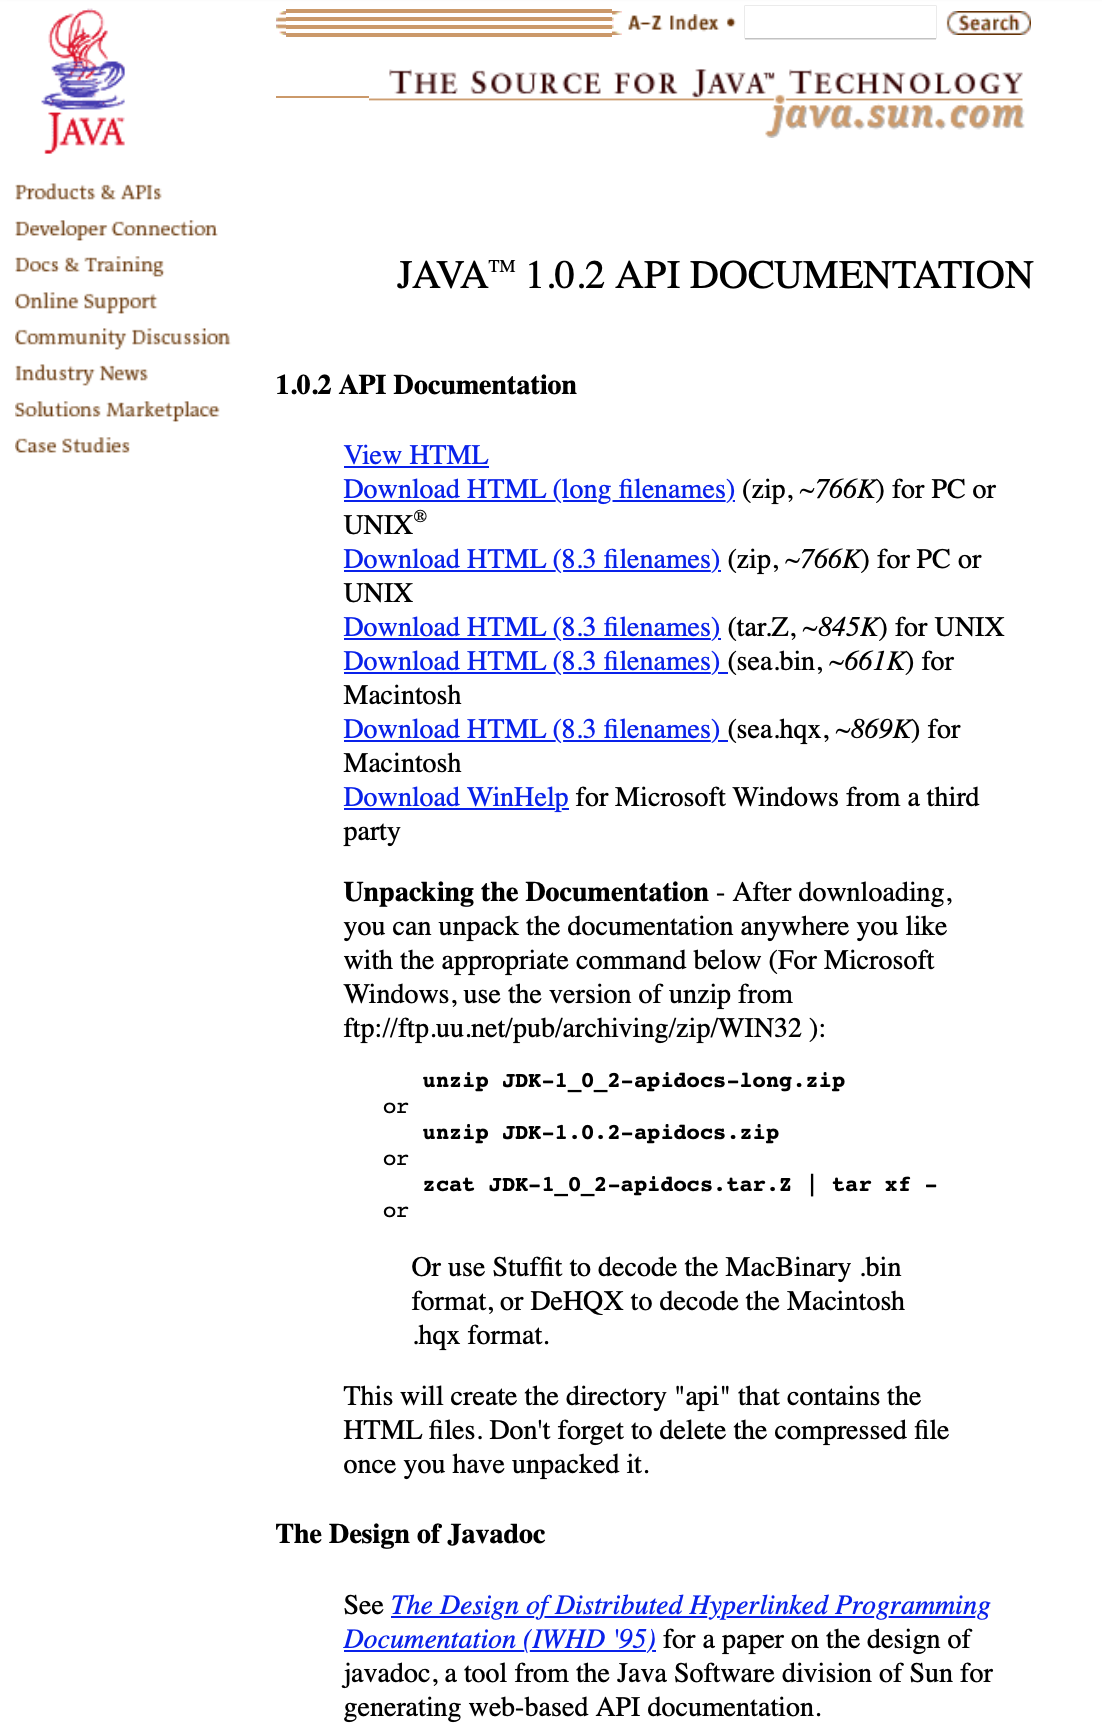 A-Z Index •
Search
THE SOURCE FOR JAVA™ TECHNOLOGY
java.sun.com
JAVA™
Products & APIs
Developer Connection
Docs & Training
Online Support
Community Discussion
Industry News
Solutions Marketplace
Case Studies
JAVA™ 1.0.2 API DOCUMENTATION
1.0.2 API Documentation
View HTML
Download HTML (long filenames) (zip, ~766K) for PC or
UNIX®
Download HTML (8.3 filenames) (zip, ~766K) for PC or
UNIX
Download HTML (8.3 filenames) (tar.Z, ~845K) for UNIX
Download HTML (8.3 filenames) (sea.bin, ~661K) for
Macintosh
Download HTML (8.3 filenames) (sea.hqx, ~869K) for
Macintosh
Download WinHelp for Microsoft Windows from a third
party
Unpacking the Documentation - After downloading,
you can unpack the documentation anywhere you like
with the appropriate command below (For Microsoft
Windows, use the version of unzip from
ftp://ftp.uu.net/pub/archiving/zip/WIN32 ):
unzip JDK-1_0_2-apidocs-long.zip
or
unzip JDK-1.0.2-apidocs.zip
or
zcat JDK-1_0_2-apidocs.tar.Z | tar xf -
or
Or use Stuffit to decode the MacBinary .bin
format, or DeHQX to decode the Macintosh
.hqx format.
This will create the directory "api" that contains the
HTML files. Don't forget to delete the compressed file
once you have unpacked it.
The Design of Javadoc
See The Design of Distributed Hyperlinked Programming
Documentation (IWHD '95) for a paper on the design of
javadoc, a tool from the Java Software division of Sun for
generating web-based API documentation.